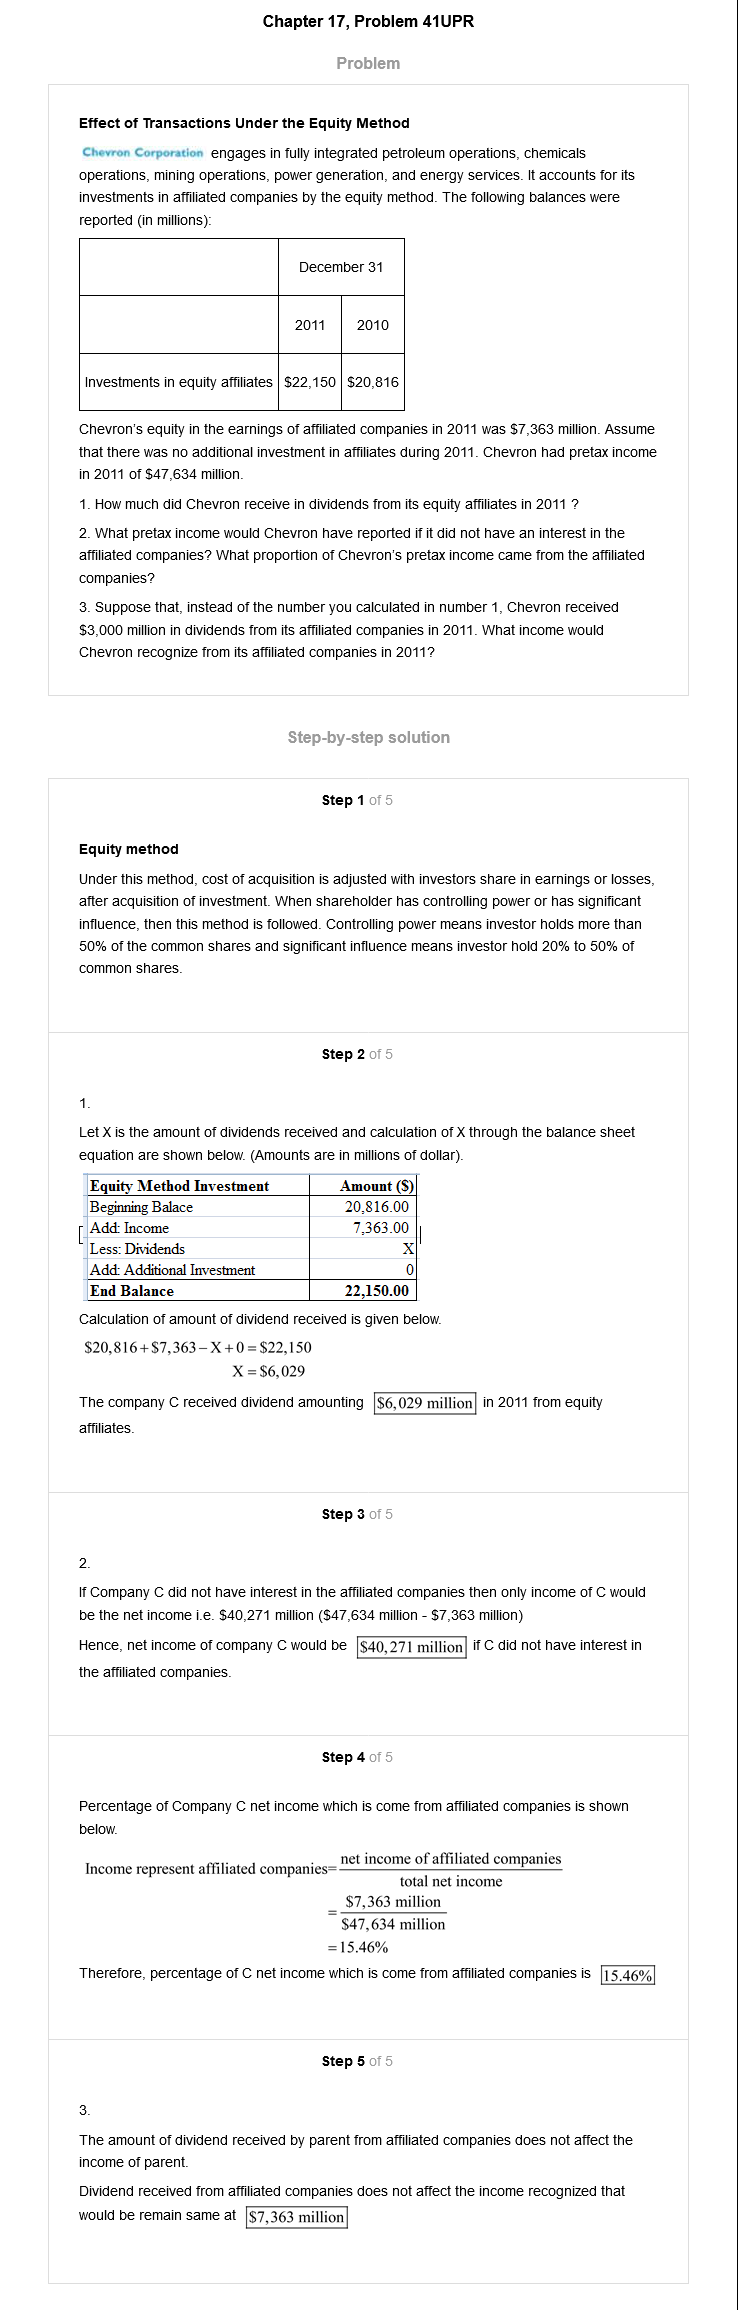 Chapter 17, Problem 41UPR
Problem
Effect of Transactions Under the Equity Method
Chevron Corporation engages in fully integrated petroleum operations, chemicals
operations, mining operations, power generation, and energy services. It accounts for its
investments in affiliated companies by the equity method. The following balances were
reported (in millions):
December 31
2011 2010
Investments in equity affiliates $22,150 $20,816
Chevron's equity in the earnings of affiliated companies in 2011 was $7,363 million. Assume
that there was no additional investment in affiliates during 2011. Chevron had pretax income
in 2011 of $47,634 million.
1. How much did Chevron receive in dividends from its equity affiliates in 2011 ?
2. What pretax income would Chevron have reported if it did not have an interest in the
affiliated companies? What proportion of Chevron's pretax income came from the affiliated
companies?
3. Suppose that, instead of the number you calculated in number 1, Chevron received
$3,000 million in dividends from its affiliated companies in 2011. What income would
Chevron recognize from its affiliated companies in 2011?
Step-by-step solution
Step 1 of 5
Equity method
Under this method, cost of acquisition is adjusted with investors share in earnings or losses,
after acquisition of investment. When shareholder has controlling power or has significant
influence, then this method is followed. Controlling power means investor holds more than
50% of the common shares and significant influence means investor hold 20% to 50% of
common shares.
Step 2 of 5
1.
Let X is the amount of dividends received and calculation of X through the balance sheet
equation are shown below. (Amounts are in millions of dollar).
Equity Method Investment Amount ($)
Beginning Balace 20,816.00
Add: Income 7,363.00
Less: Dividends X
Add: Additional Investment 0
End Balance 22,150.00
Calculation of amount of dividend received is given below.
$20,816+$7,363−X+0=$22,150
X=$6,029
The company C received dividend amounting $6,029 million in 2011 from equity
affiliates.
Step 3 of 5
2.
If Company C did not have interest in the affiliated companies then only income of C would
be the net income i.e. $40,271 million ($47,634 million - $7,363 million)
Hence, net income of company C would be $40,271 million if C did not have interest in
the affiliated companies.
Step 4 of 5
Percentage of Company C net income which is come from affiliated companies is shown
below.
Income represent affiliated companies= net income of affiliated companies
total net income
= $7,363 million
$47,634 million
=15.46%
Therefore, percentage of C net income which is come from affiliated companies is 15.46%
Step 5 of 5
3.
The amount of dividend received by parent from affiliated companies does not affect the
income of parent.
Dividend received from affiliated companies does not affect the income recognized that
would be remain same at $7,363 million